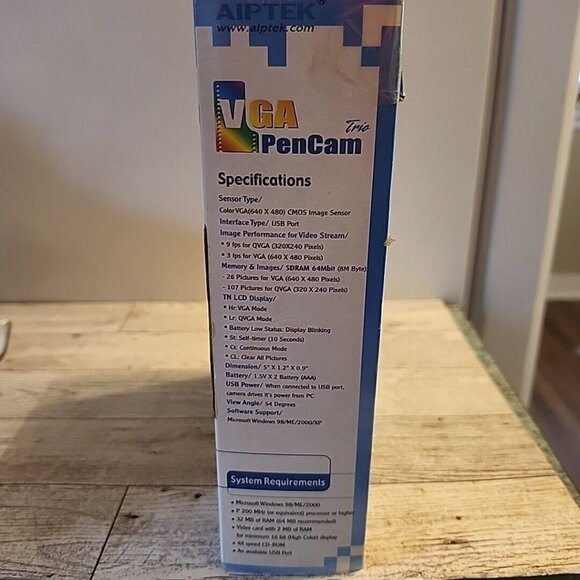 AIPTEK®
www.aiptek.com
VGA
Trio
PenCam
Specifications
Sensor Type/
ColorVGA(640 X 480) CMOS Image Sensor
Interface Type/ USB Port
Image Performance for Video Stream/
• 9 fps for QVGA (320X240 Pixels)
• 3 fps for VGA (640 X 480 Pixels)
Memory & Images/ SDRAM 64Mbit (8M Byte)
- 26 Pictures for VGA (640 X 480 Pixels)
- 107 Pictures for QVGA (320 X 240 Pixels)
TN LCD Display/
• Hr: VGA Mode
• Lr: QVGA Mode
• Battery Low Status: Display Blinking
• St: Self-timer (10 Seconds)
• Ct: Continuous Mode
• CL: Clear All Pictures
Dimension/ 5" X 1.2" X 0.9"
Battery/ 1.5V X 2 Battery (AAA)
USB Power/ When connected to USB port,
camera drives it's power from PC
View Angle/ 54 Degrees
Software Support/
Microsoft Windows 98/ME/2000/XP
System Requirements
• Microsoft Windows 98/ME/2000
• P 200 MHz (or equivalent) processor or higher
• 32 MB of RAM (64 MB recommended)
• Video card with 2 MB of RAM
for minimum 16 bit (High Color) display
• 4X speed CD-ROM
• An available USB Port